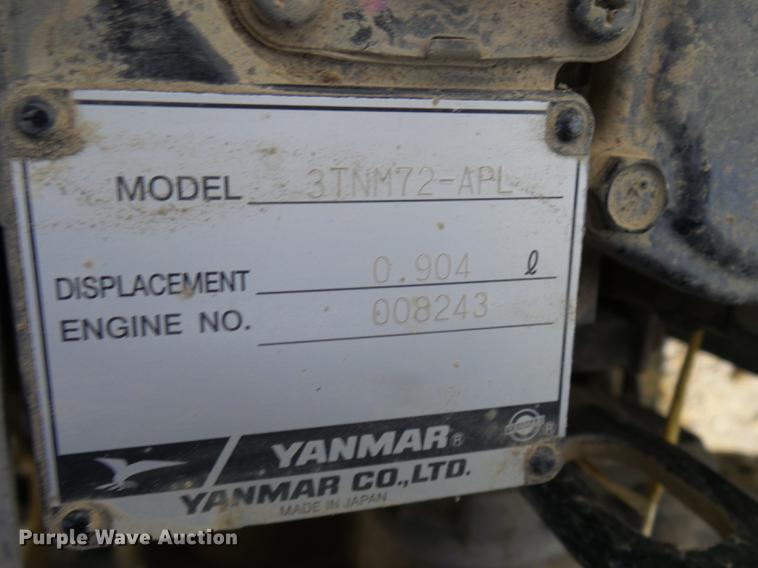 MODEL 3TNM72-APL
DISPLACEMENT 0.904 ℓ
ENGINE NO. 008243
YANMAR®
YANMAR CO.,LTD.
MADE IN JAPAN
Purple Wave Auction